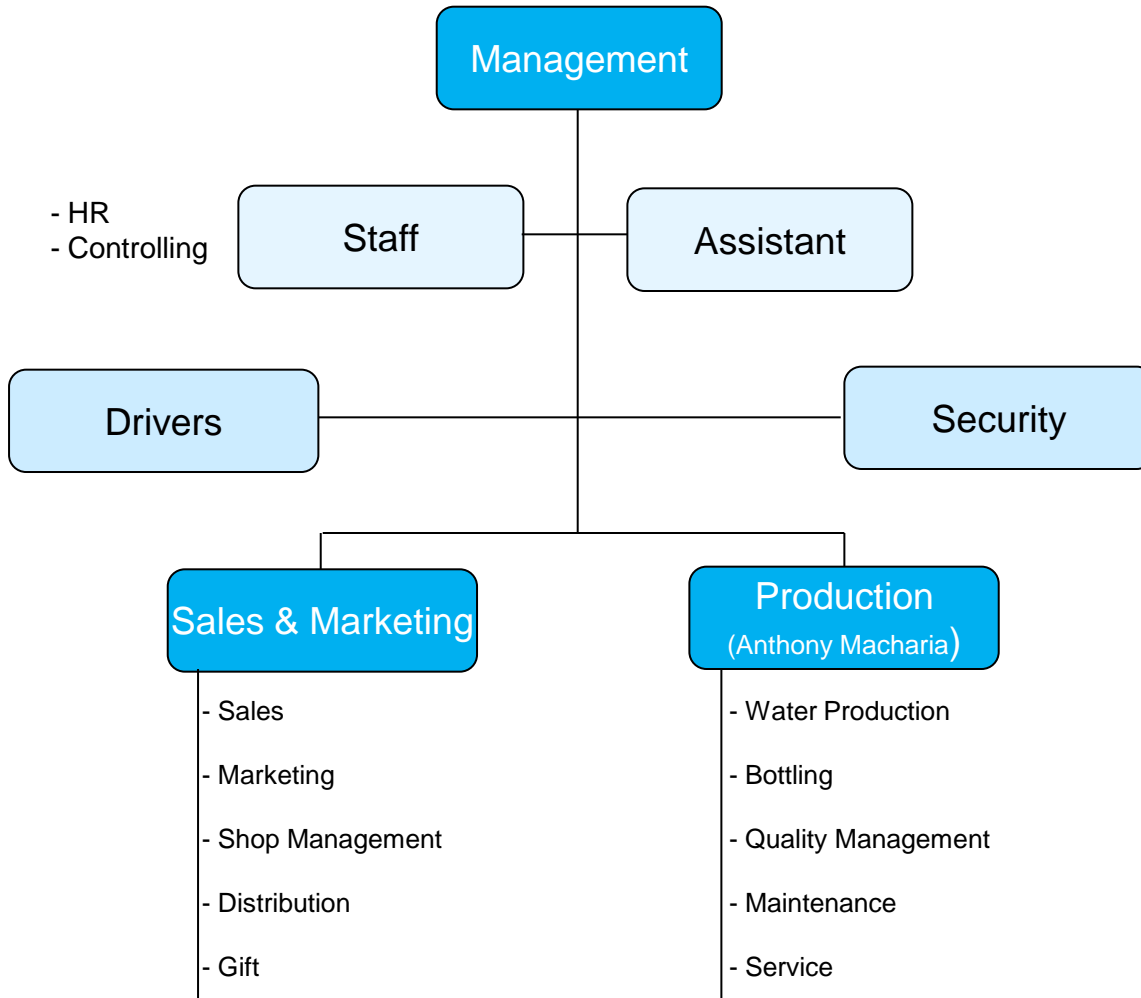 Management
- HR
- Controlling
Staff
Assistant
Drivers
Security
Sales & Marketing
Production
(Anthony Macharia)
- Sales
- Marketing
- Shop Management
- Distribution
- Gift
- Water Production
- Bottling
- Quality Management
- Maintenance
- Service